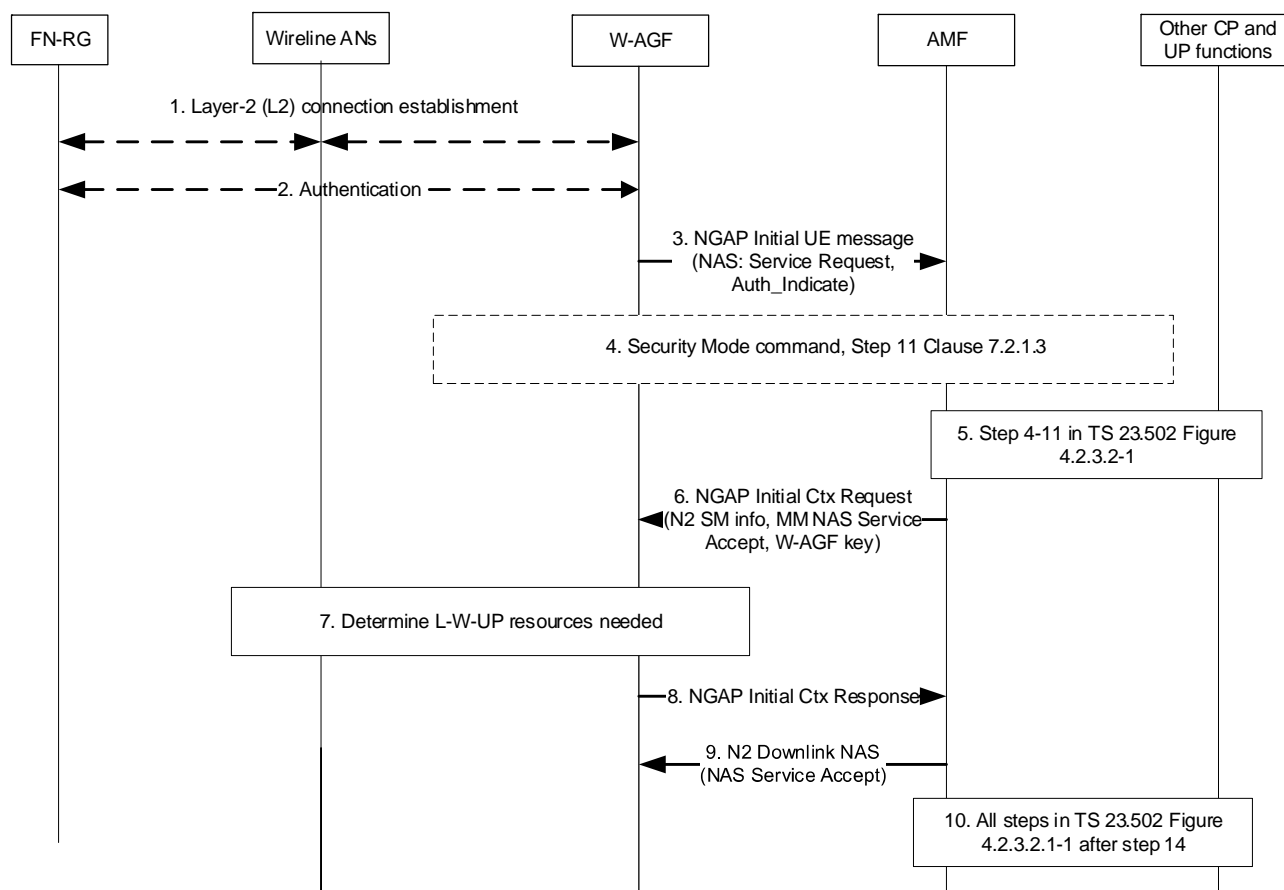 FN-RG
Wireline ANs
W-AGF
AMF
Other CP and
UP functions
1. Layer-2 (L2) connection establishment
2. Authentication
3. NGAP Initial UE message
(NAS: Service Request,
Auth_Indicate)
4. Security Mode command, Step 11 Clause 7.2.1.3
5. Step 4-11 in TS 23.502 Figure
4.2.3.2-1
6. NGAP Initial Ctx Request
(N2 SM info, MM NAS Service
Accept, W-AGF key)
7. Determine L-W-UP resources needed
8. NGAP Initial Ctx Response
9. N2 Downlink NAS
(NAS Service Accept)
10. All steps in TS 23.502 Figure
4.2.3.2.1-1 after step 14